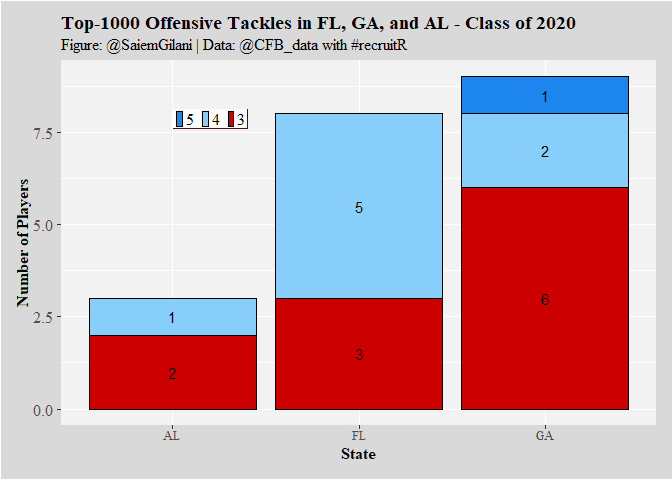 Top-1000 Offensive Tackles in FL, GA, and AL - Class of 2020
Figure: @SaiemGilani | Data: @CFB_data with #recruitR
5 4 3
Number of Players
7.5
5.0
2.5
0.0
1
2
5
3
1
2
6
AL FL GA
State